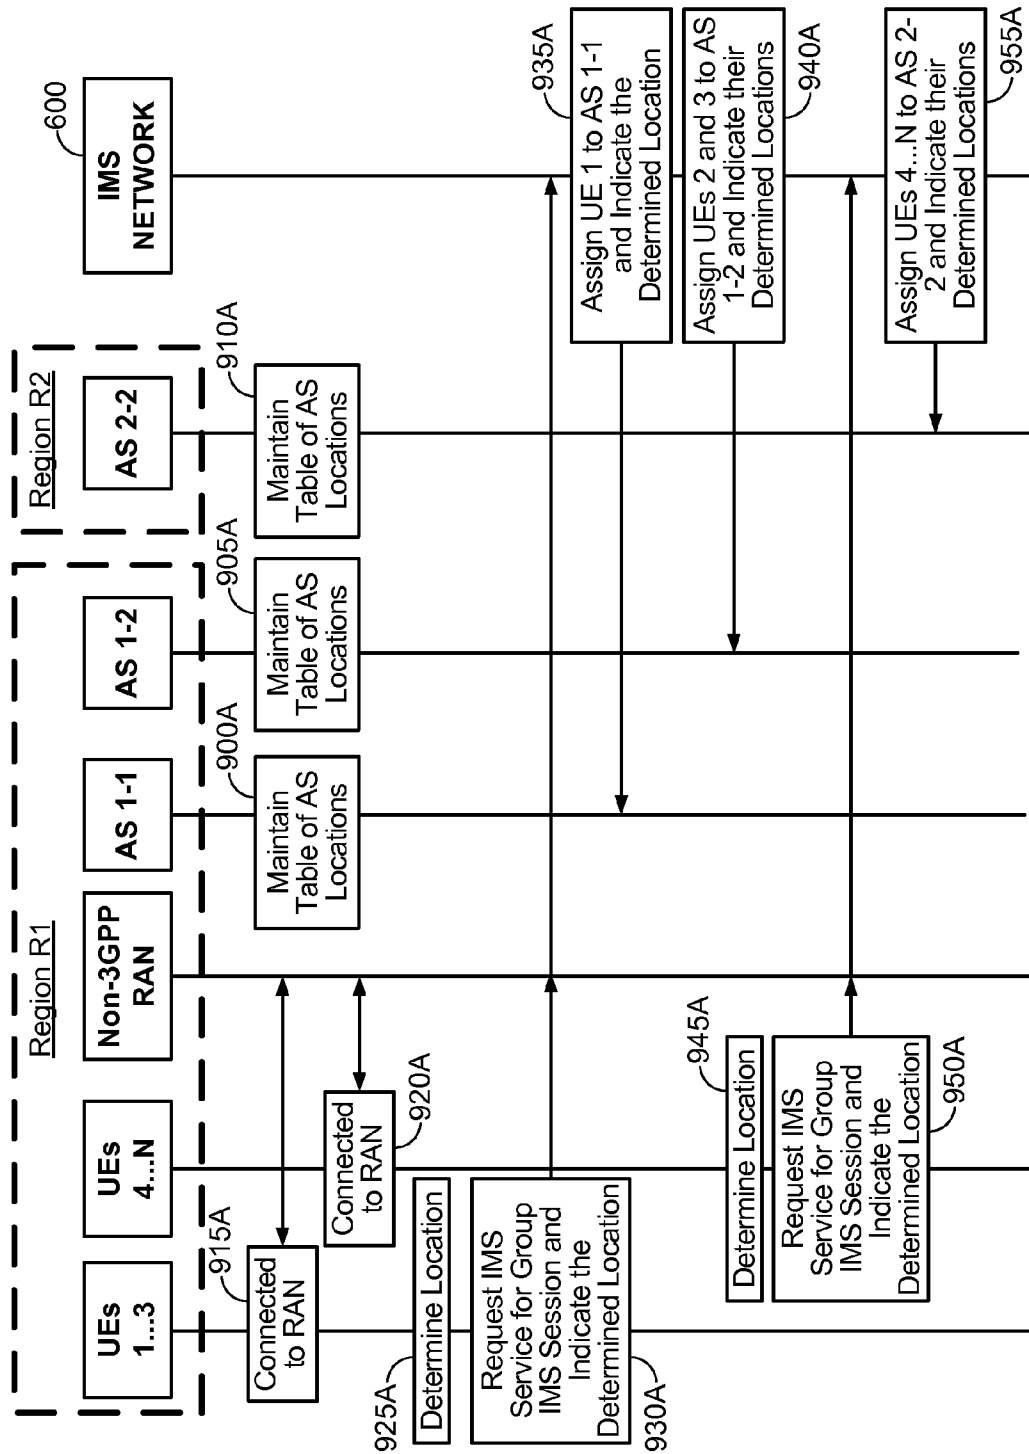 Region R1
Region R2
UEs
1...3
UEs
4...N
Non-3GPP
RAN
AS 1-1
AS 1-2
AS 2-2
IMS
NETWORK
600
Maintain
Table of AS
Locations
900A
Maintain
Table of AS
Locations
905A
Maintain
Table of AS
Locations
910A
Connected
to RAN
915A
Connected
to RAN
920A
Determine Location
925A
Request IMS
Service for Group
IMS Session and
Indicate the
Determined Location
930A
Assign UE 1 to AS 1-1
and Indicate the
Determined Location
935A
Assign UEs 2 and 3 to AS
1-2 and Indicate their
Determined Locations
940A
Determine Location
945A
Request IMS
Service for Group
IMS Session and
Indicate the
Determined Location
950A
Assign UEs 4...N to AS 2-
2 and Indicate their
Determined Locations
955A